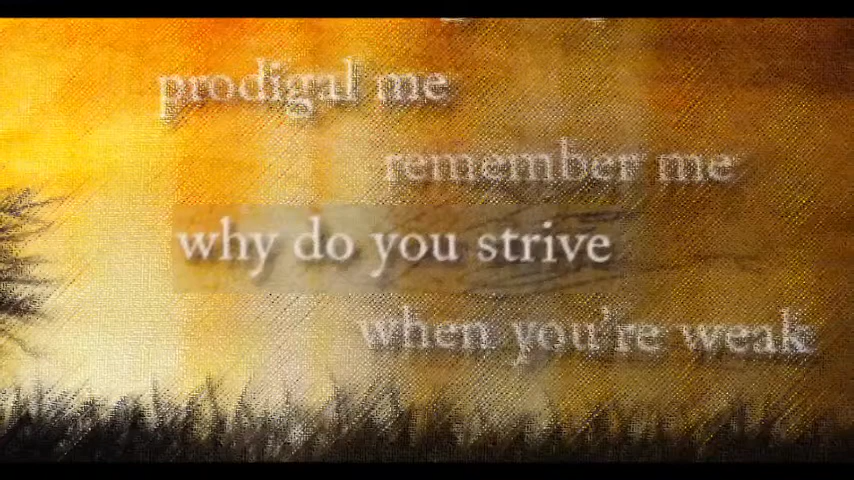 prodigal me
remember me
why do you strive
when you're weak